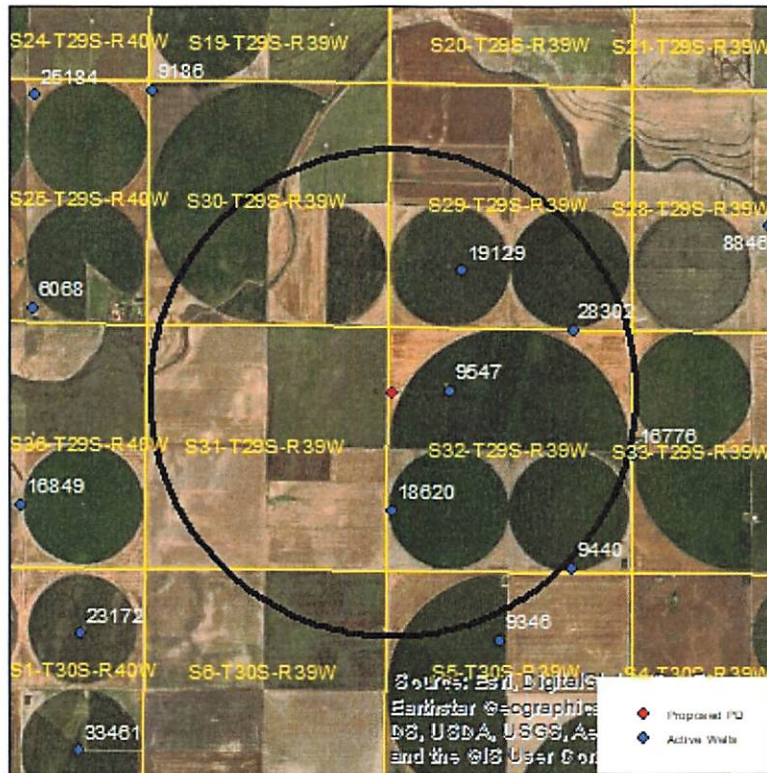 S24-T29S-R40W
S19-T29S-R39W
S20-T29S-R39W
S21-T29S-R39W
25184
9186
S25-T29S-R40W
S30-T29S-R39W
S29-T29S-R39W
S28-T29S-R39W
8846
19129
6068
28302
9547
S36-T29S-R40W
S31-T29S-R39W
S32-T29S-R39W
16776
S33-T29S-R39W
16849
18620
9440
23172
9346
S1-T30S-R40W
S6-T30S-R39W
S5-T30S-R39W
S4-T30S-R39W
33461
Source: Esri, DigitalGl
Earthstar Geographics
DS, USDA, USGS, Ae
and the GIS User Com
Proposed PD
Active Wells